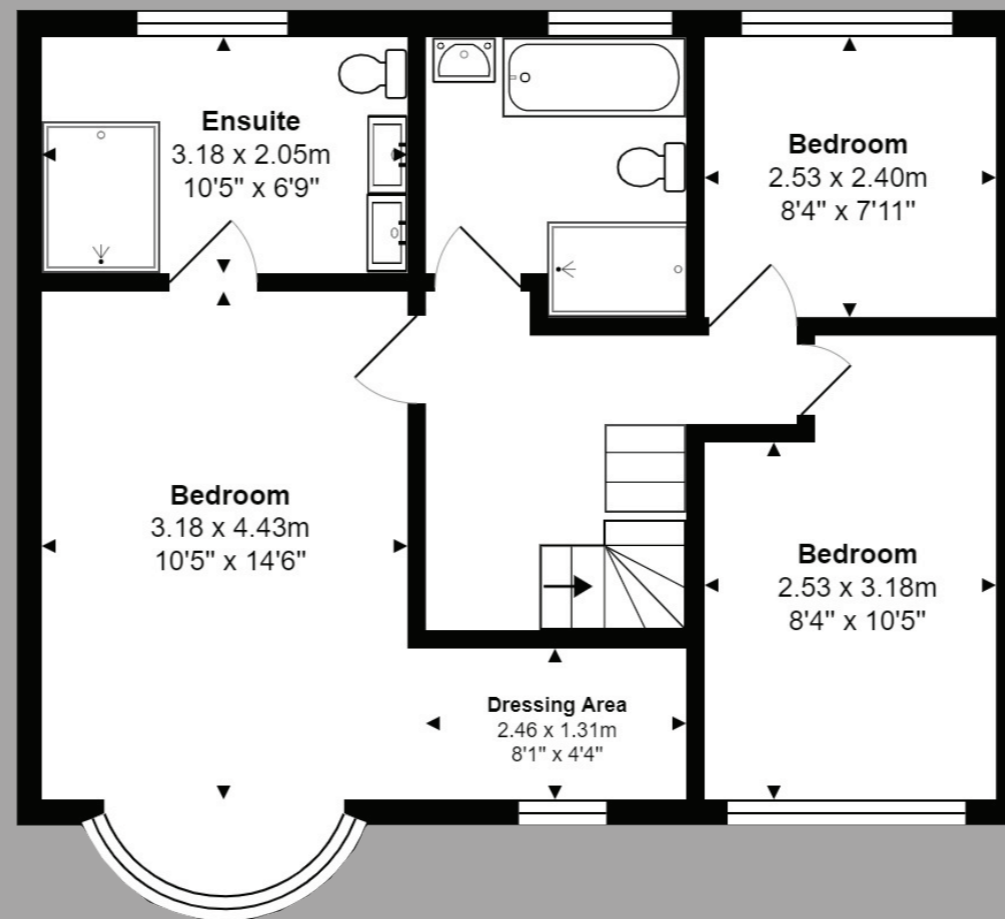 Ensuite
3.18 x 2.05m
10'5" x 6'9"
Bedroom
2.53 x 2.40m
8'4" x 7'11"
Bedroom
3.18 x 4.43m
10'5" x 14'6"
Bedroom
2.53 x 3.18m
8'4" x 10'5"
Dressing Area
2.46 x 1.31m
8'1" x 4'4"